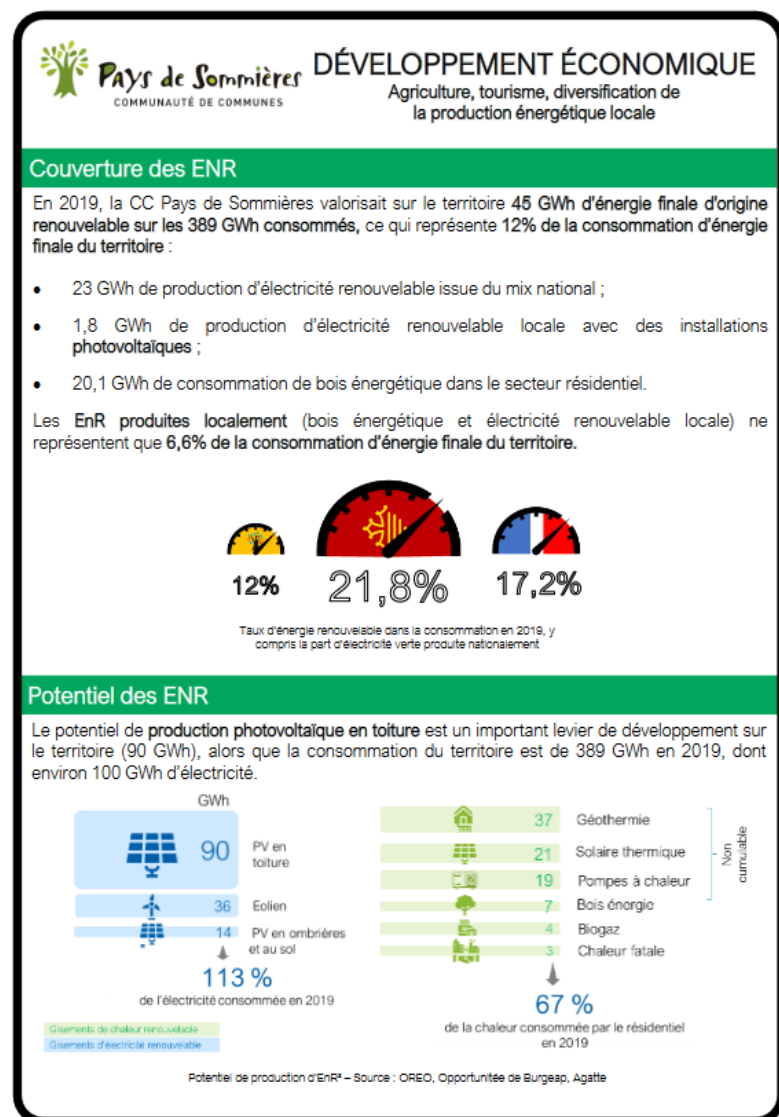 Pays de Sommières
COMMUNAUTÉ DE COMMUNES
DÉVELOPPEMENT ÉCONOMIQUE
Agriculture, tourisme, diversification de
la production énergétique locale
Couverture des ENR
En 2019, la CC Pays de Sommières valorisait sur le territoire 45 GWh d'énergie finale d'origine
renouvelable sur les 389 GWh consommés, ce qui représente 12% de la consommation d'énergie
finale du territoire :
• 23 GWh de production d'électricité renouvelable issue du mix national ;
• 1,8 GWh de production d'électricité renouvelable locale avec des installations
photovoltaïques ;
• 20,1 GWh de consommation de bois énergétique dans le secteur résidentiel.
Les EnR produites localement (bois énergétique et électricité renouvelable locale) ne
représentent que 6,6% de la consommation d'énergie finale du territoire.
12%
21,8%
17,2%
Taux d'énergie renouvelable dans la consommation en 2019, y
compris la part d'électricité verte produite nationalement
Potentiel des ENR
Le potentiel de production photovoltaïque en toiture est un important levier de développement sur
le territoire (90 GWh), alors que la consommation du territoire est de 389 GWh en 2019, dont
environ 100 GWh d'électricité.
GWh
90 PV en
toiture
36 Eolien
14 PV en ombrières
et au sol
113 %
de l'électricité consommée en 2019
Gisements de chaleur renouvelable
Gisements d'électricité renouvelable
37 Géothermie
21 Solaire thermique
19 Pompes à chaleur
Non
cumulable
7 Bois énergie
4 Biogaz
3 Chaleur fatale
67 %
de la chaleur consommée par le résidentiel
en 2019
Potentiel de production d'EnR² – Source : OREO, Opportunitée de Burgeap, Agatte